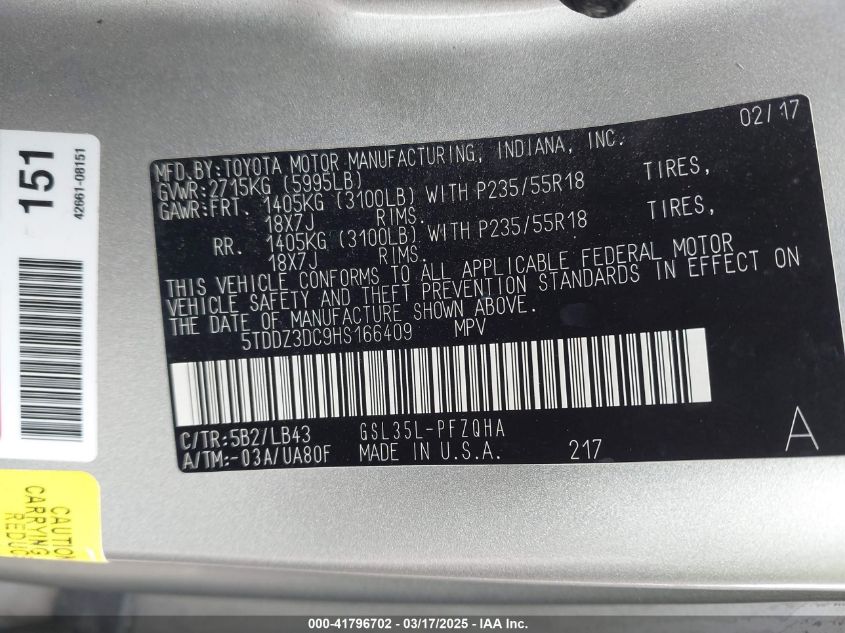 151
42661-08151
02/17
MFD.BY:TOYOTA MOTOR MANUFACTURING, INDIANA, INC.
GVWR:2715KG (5995LB)
GAWR:FRT. 1405KG (3100LB) WITH P235/55R18 TIRES,
18X7J RIMS.
RR. 1405KG (3100LB) WITH P235/55R18 TIRES,
18X7J RIMS.
THIS VEHICLE CONFORMS TO ALL APPLICABLE FEDERAL MOTOR
VEHICLE SAFETY AND THEFT PREVENTION STANDARDS IN EFFECT ON
THE DATE OF MANUFACTURE SHOWN ABOVE.
5TDDZ3DC9HS166409 MPV
C/TR:5B2/LB43 GSL35L-PFZQHA
A/TM:-03A/UA80F MADE IN U.S.A. 217
A
CAUTION
CARRYING
REDUC
000-41796702 - 03/17/2025 - IAA Inc.